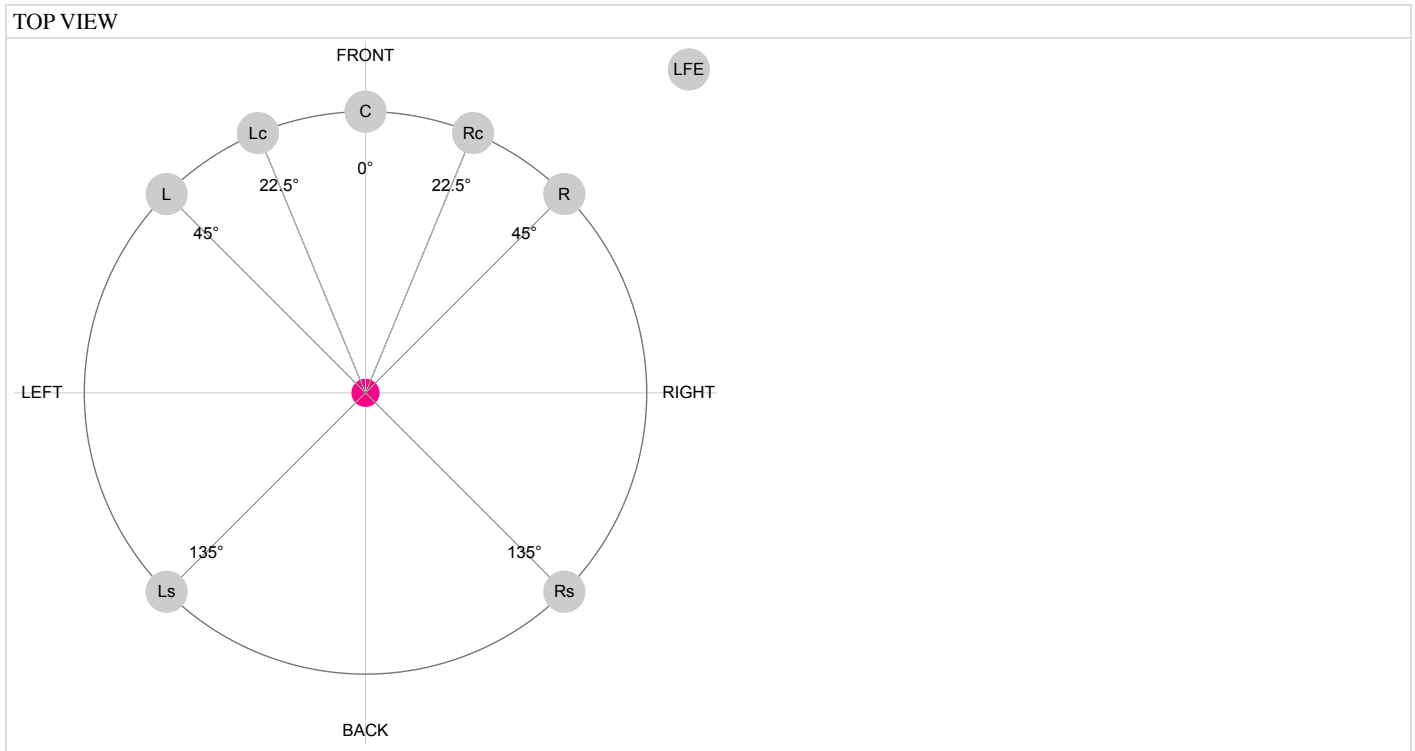 TOP VIEW
FRONT
LFE
C
Lc
Rc
0°
22.5°
22.5°
L
R
45°
45°
LEFT
RIGHT
135°
135°
Ls
Rs
BACK